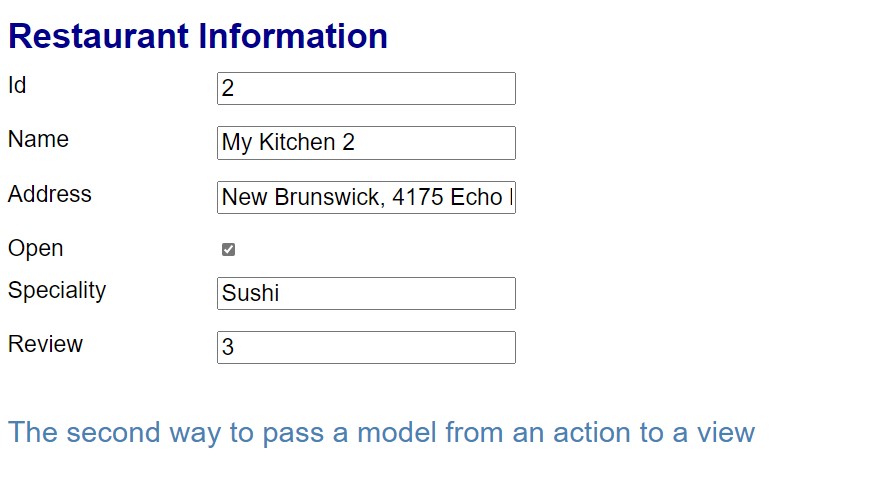 Restaurant Information
Id 2
Name My Kitchen 2
Address New Brunswick, 4175 Echo
Open
Speciality Sushi
Review 3
The second way to pass a model from an action to a view